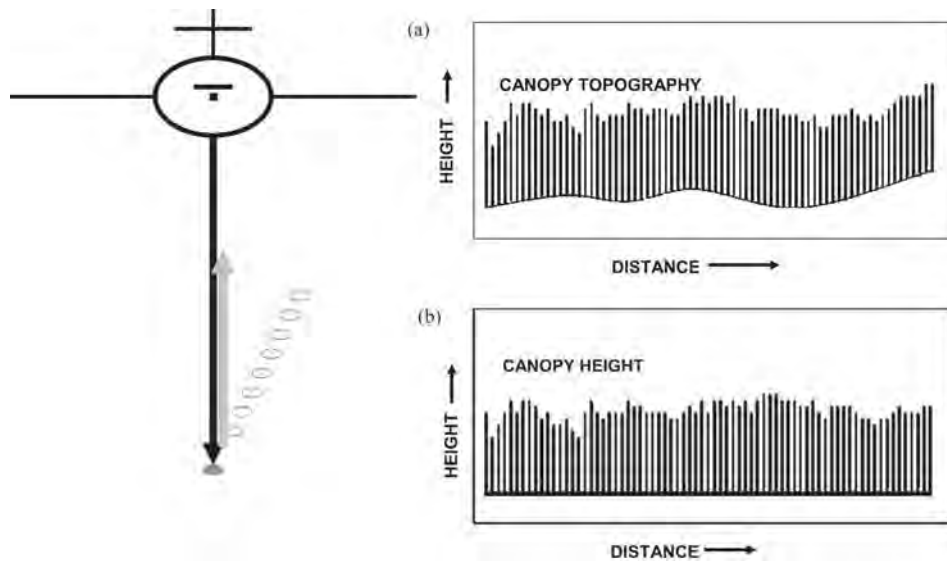 (a)
CANOPY TOPOGRAPHY
HEIGHT
DISTANCE
(b)
CANOPY HEIGHT
HEIGHT
DISTANCE